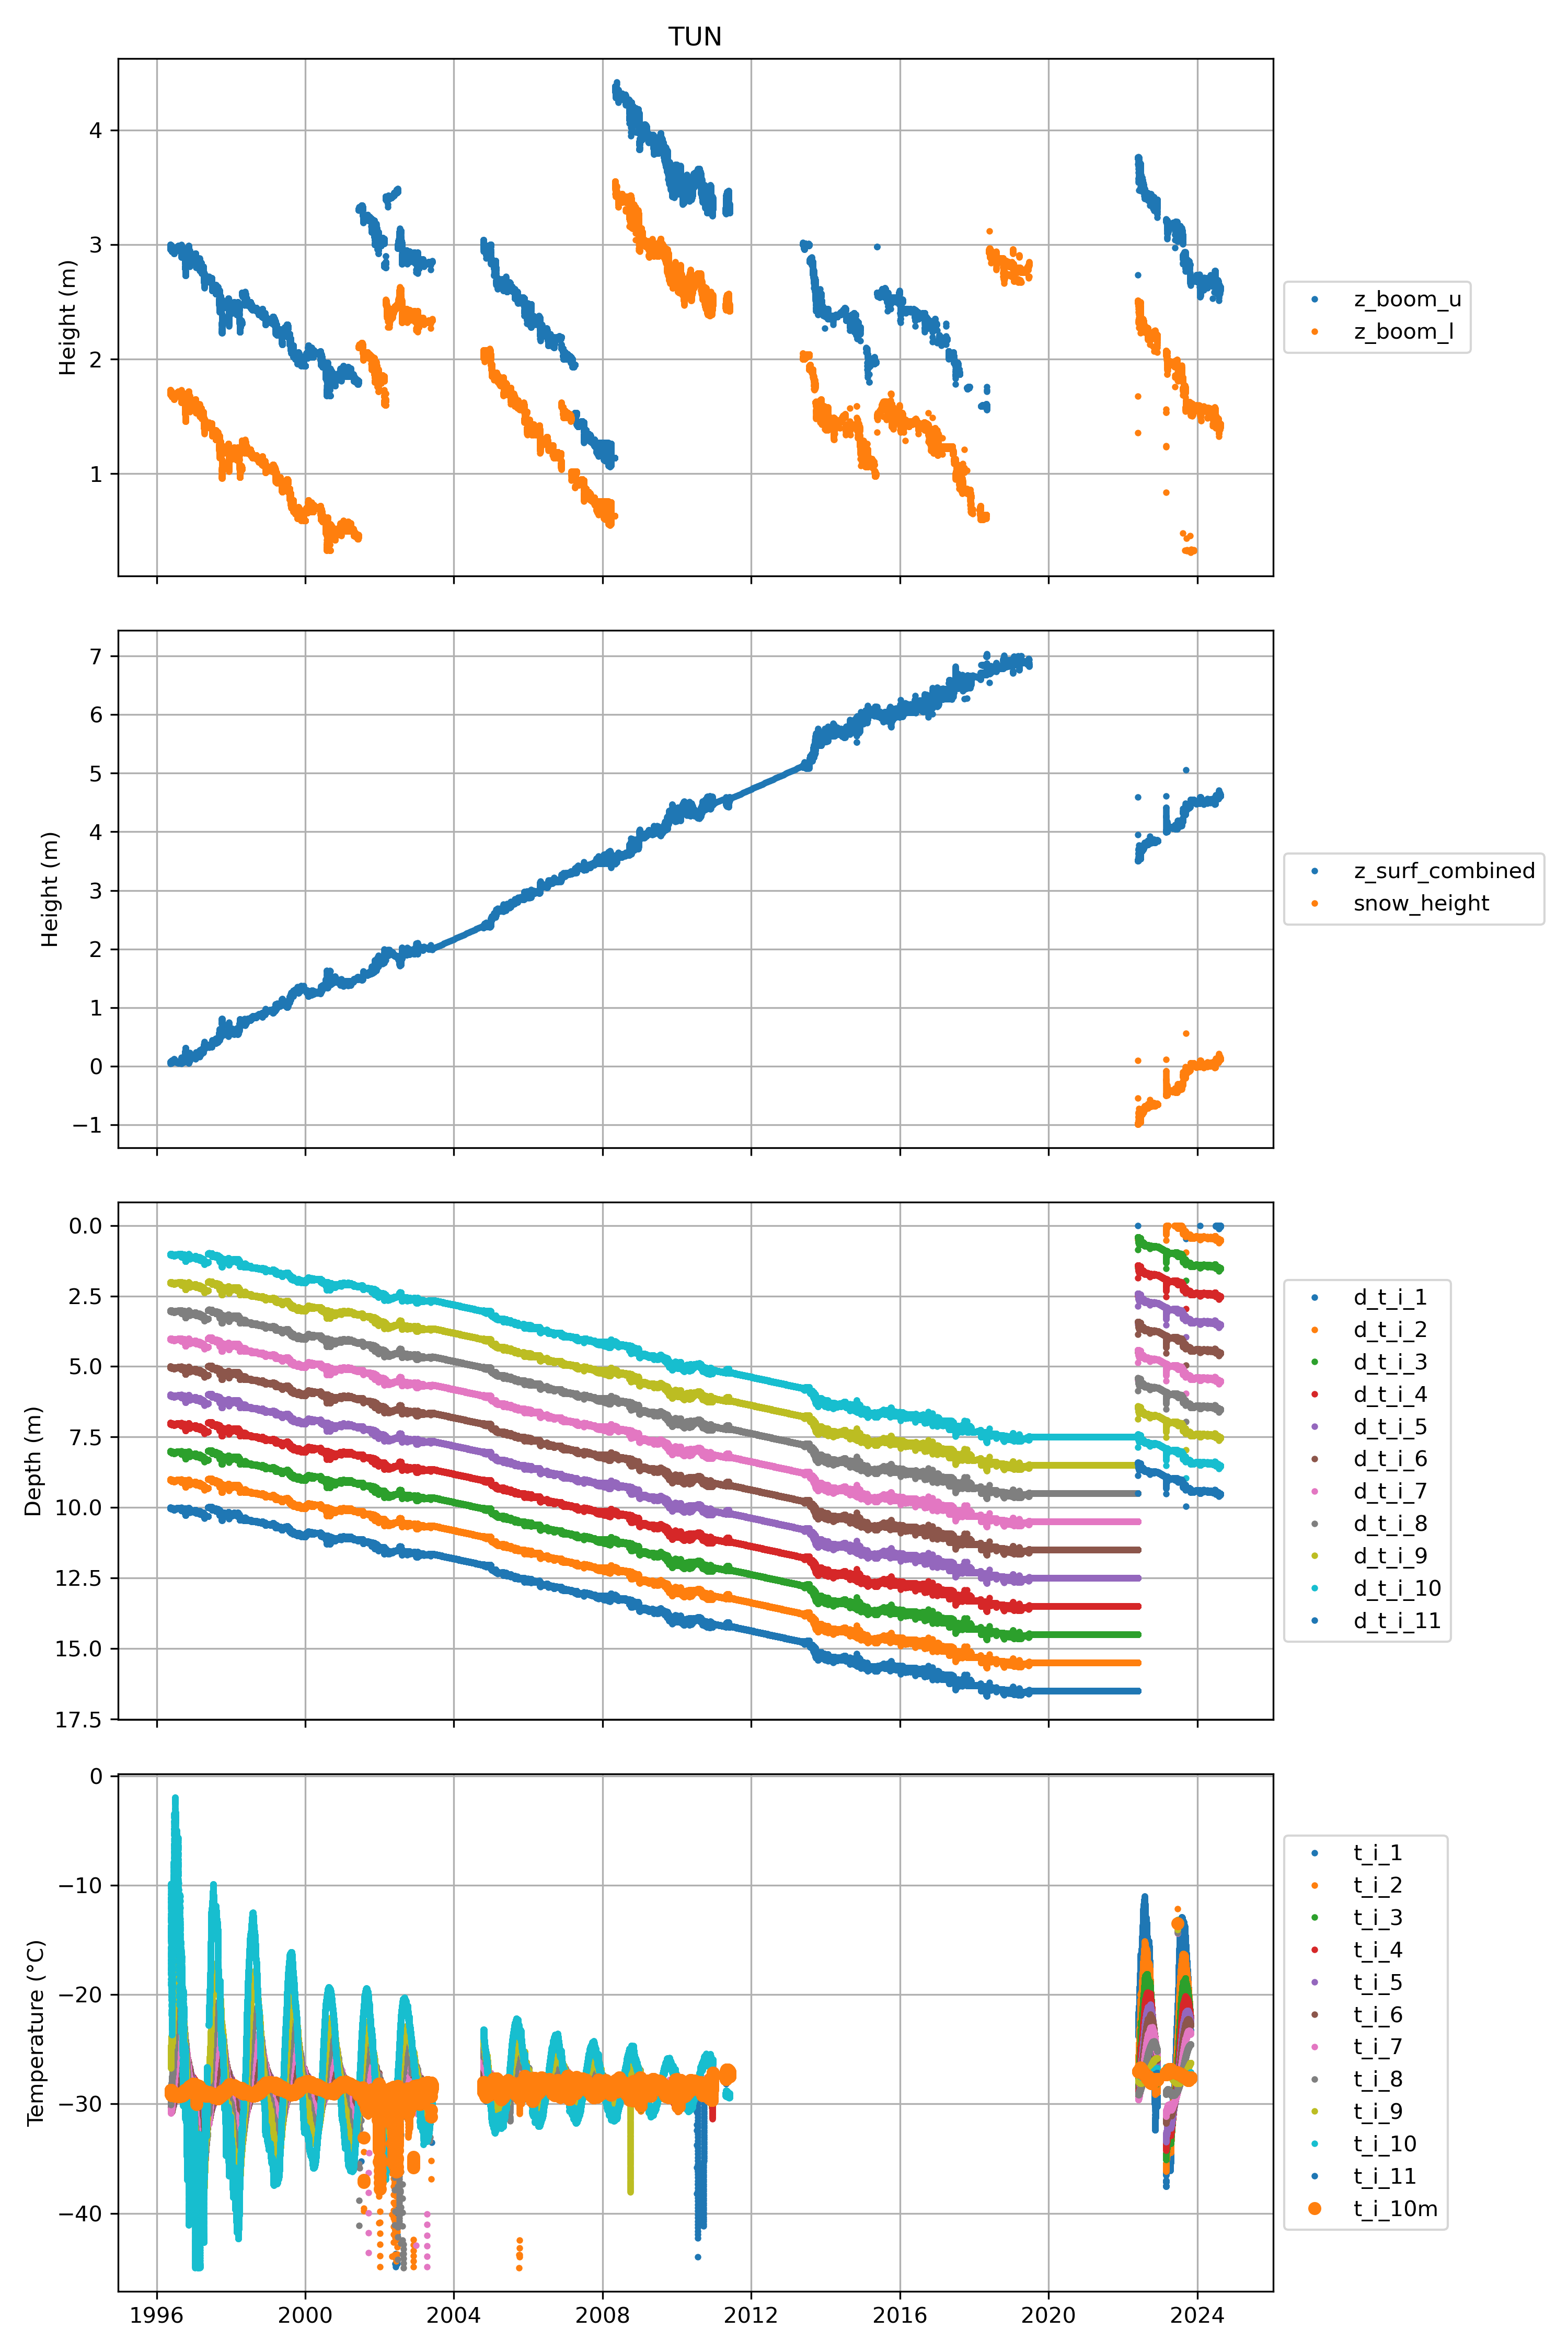 TUN
4
3
2
1
Height (m)
z_boom_u
z_boom_l
7
6
5
4
3
2
1
0
−1
Height (m)
z_surf_combined
snow_height
0.0
2.5
5.0
7.5
10.0
12.5
15.0
17.5
Depth (m)
d_t_i_1
d_t_i_2
d_t_i_3
d_t_i_4
d_t_i_5
d_t_i_6
d_t_i_7
d_t_i_8
d_t_i_9
d_t_i_10
d_t_i_11
0
−10
−20
−30
−40
Temperature (°C)
t_i_1
t_i_2
t_i_3
t_i_4
t_i_5
t_i_6
t_i_7
t_i_8
t_i_9
t_i_10
t_i_11
t_i_10m
1996 2000 2004 2008 2012 2016 2020 2024